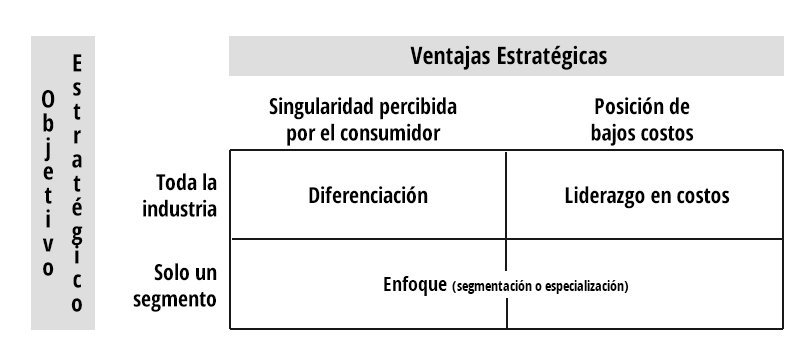 Objetivo
Estratégico
Ventajas Estratégicas
Singularidad percibida
por el consumidor
Posición de
bajos costos
Toda la
industria
Diferenciación
Liderazgo en costos
Solo un
segmento
Enfoque (segmentación o especialización)